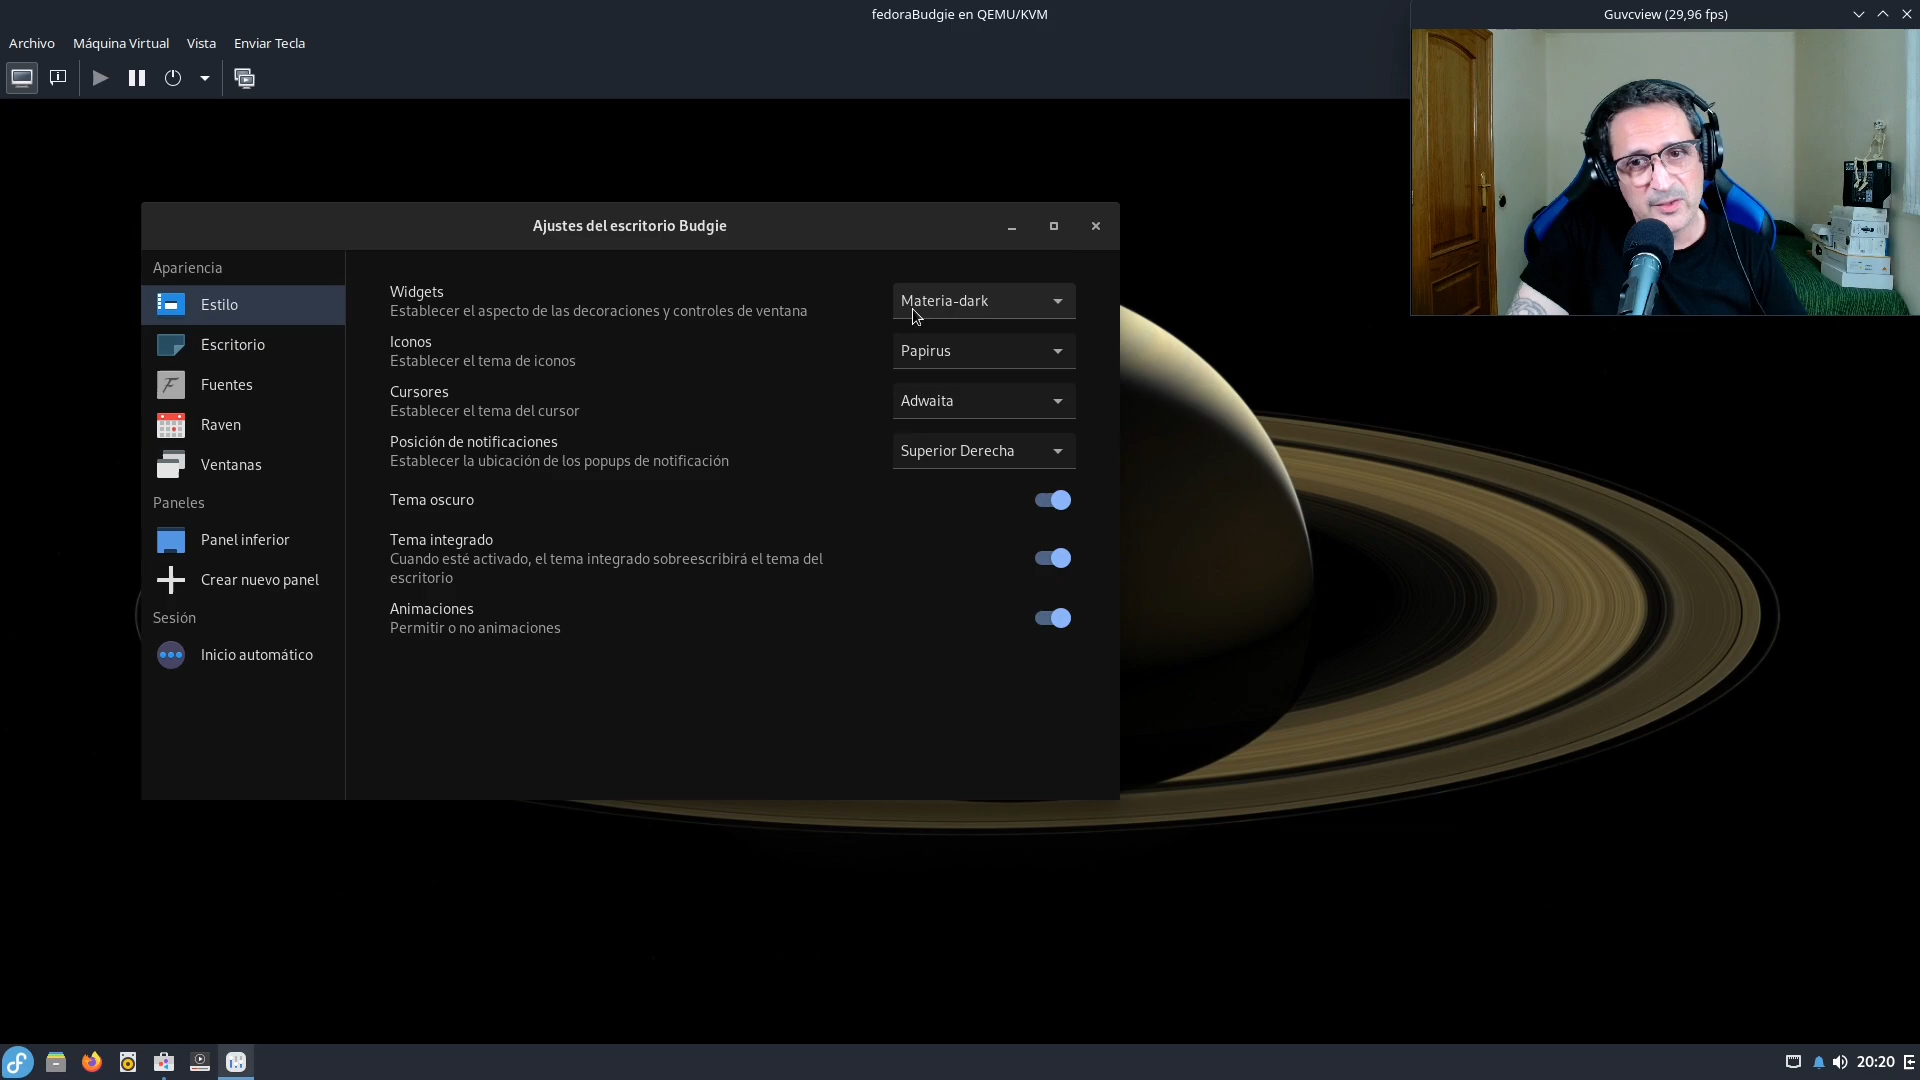 fedoraBudgie en QEMU/KVM
Guvcview (29,96 fps)
Archivo Máquina Virtual Vista Enviar Tecla
Ajustes del escritorio Budgie
Apariencia
Estilo
Escritorio
Fuentes
Raven
Ventanas
Paneles
Panel inferior
Crear nuevo panel
Sesión
Inicio automático
Widgets
Establecer el aspecto de las decoraciones y controles de ventana
Materia-dark
Iconos
Establecer el tema de iconos
Papirus
Cursores
Establecer el tema del cursor
Adwaita
Posición de notificaciones
Establecer la ubicación de los popups de notificación
Superior Derecha
Tema oscuro
Tema integrado
Cuando esté activado, el tema integrado sobreescribirá el tema del
escritorio
Animaciones
Permitir o no animaciones
20:20